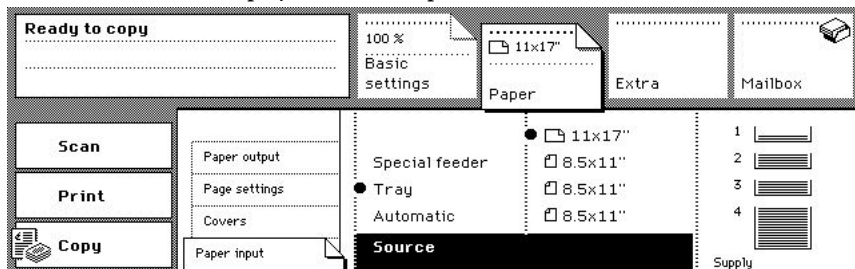 Ready to copy
100 %
Basic
settings
11x17"
Paper
Extra
Mailbox
Scan
Print
Copy
Paper output
Page settings
Covers
Paper input
Special feeder
Tray
Automatic
Source
11x17"
8.5x11"
8.5x11"
8.5x11"
1
2
3
4
Supply